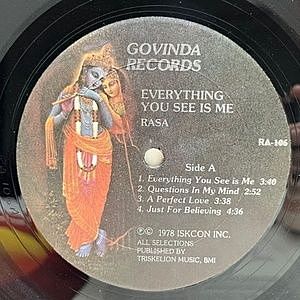 GOVINDA
RECORDS
EVERYTHING
YOU SEE IS ME
RASA
RA-106
Side A
1. Everything You See is Me 3:40
2. Questions In My Mind 2:52
3. A Perfect Love 3:38
4. Just For Believing 4:36
Ⓟ © 1978 ISKCON INC.
ALL SELECTIONS
PUBLISHED BY
TRISKELION MUSIC, BMI